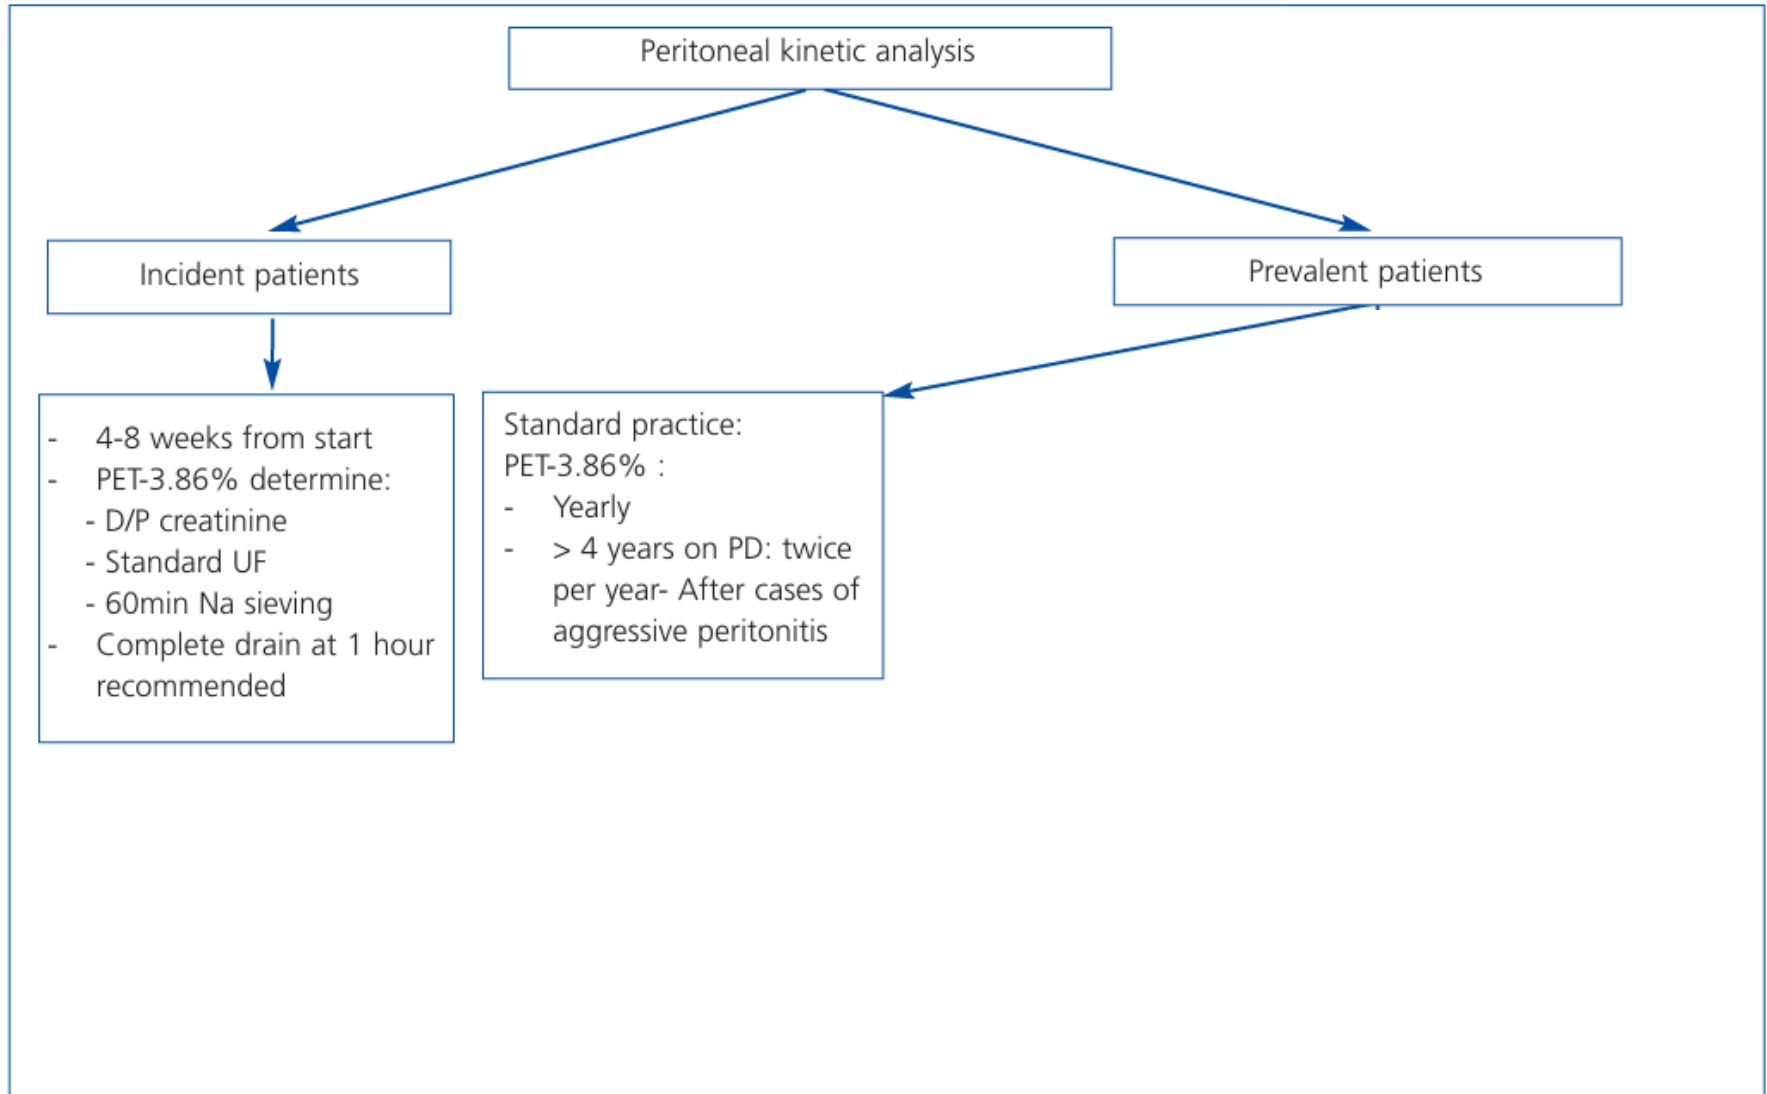 Peritoneal kinetic analysis
Incident patients
Prevalent patients
- 4-8 weeks from start
- PET-3.86% determine:
- D/P creatinine
- Standard UF
- 60min Na sieving
- Complete drain at 1 hour
recommended
Standard practice:
PET-3.86% :
- Yearly
- > 4 years on PD: twice
per year- After cases of
aggressive peritonitis